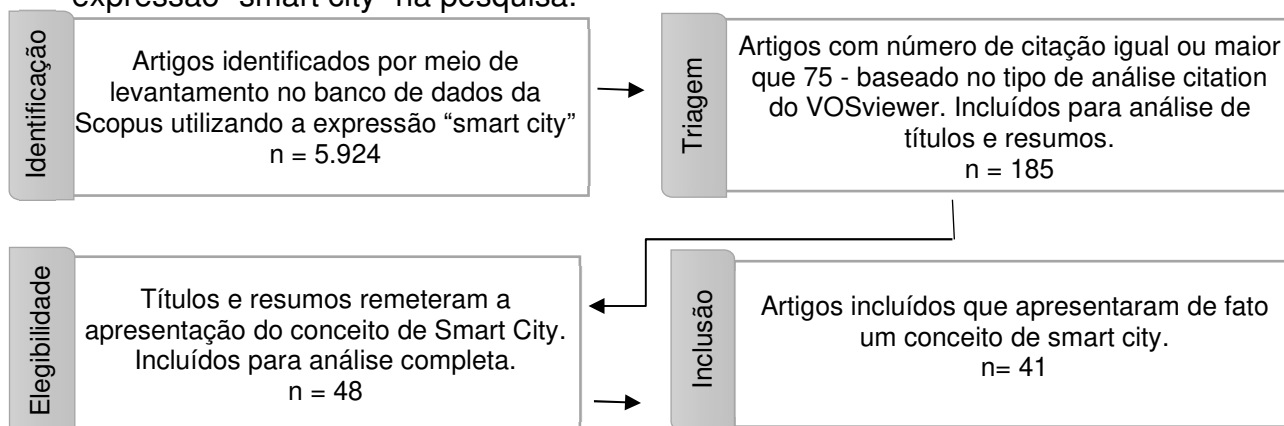 expressão “smart city” na pesquisa.
Identificação
Artigos identificados por meio de
levantamento no banco de dados da
Scopus utilizando a expressão “smart city”
n = 5.924
Triagem
Artigos com número de citação igual ou maior
que 75 - baseado no tipo de análise citation
do VOSviewer. Incluídos para análise de
títulos e resumos.
n = 185
Elegibilidade
Títulos e resumos remeteram a
apresentação do conceito de Smart City.
Incluídos para análise completa.
n = 48
Inclusão
Artigos incluídos que apresentaram de fato
um conceito de smart city.
n= 41